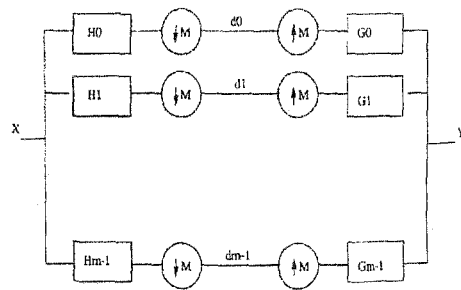 H0 ↓M d0 ↑M G0
H1 ↓M d1 ↑M G1
X Y
Hm-1 ↓M dm-1 ↑M Gm-1